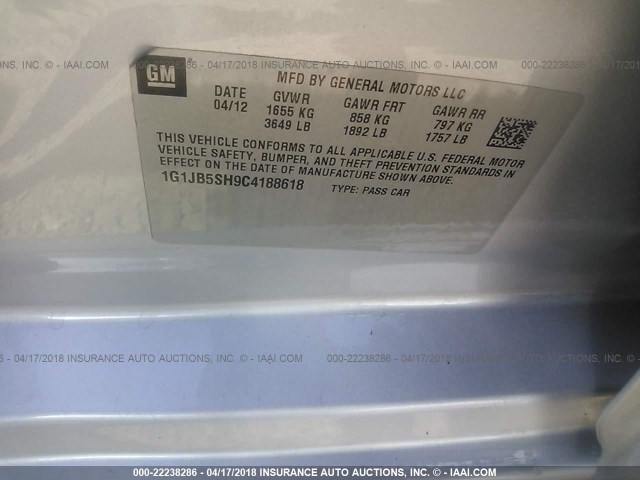 GM
MFD BY GENERAL MOTORS LLC
DATE GVWR GAWR FRT GAWR RR
04/12 1655 KG 858 KG 797 KG
3649 LB 1892 LB 1757 LB
THIS VEHICLE CONFORMS TO ALL APPLICABLE U.S. FEDERAL MOTOR
VEHICLE SAFETY, BUMPER, AND THEFT PREVENTION STANDARDS IN
EFFECT ON THE DATE OF MANUFACTURE SHOWN ABOVE.
1G1JB5SH9C4188618 TYPE: PASS CAR
000-22238286 - 04/17/2018 INSURANCE AUTO AUCTIONS, INC. - © IAAI.COM